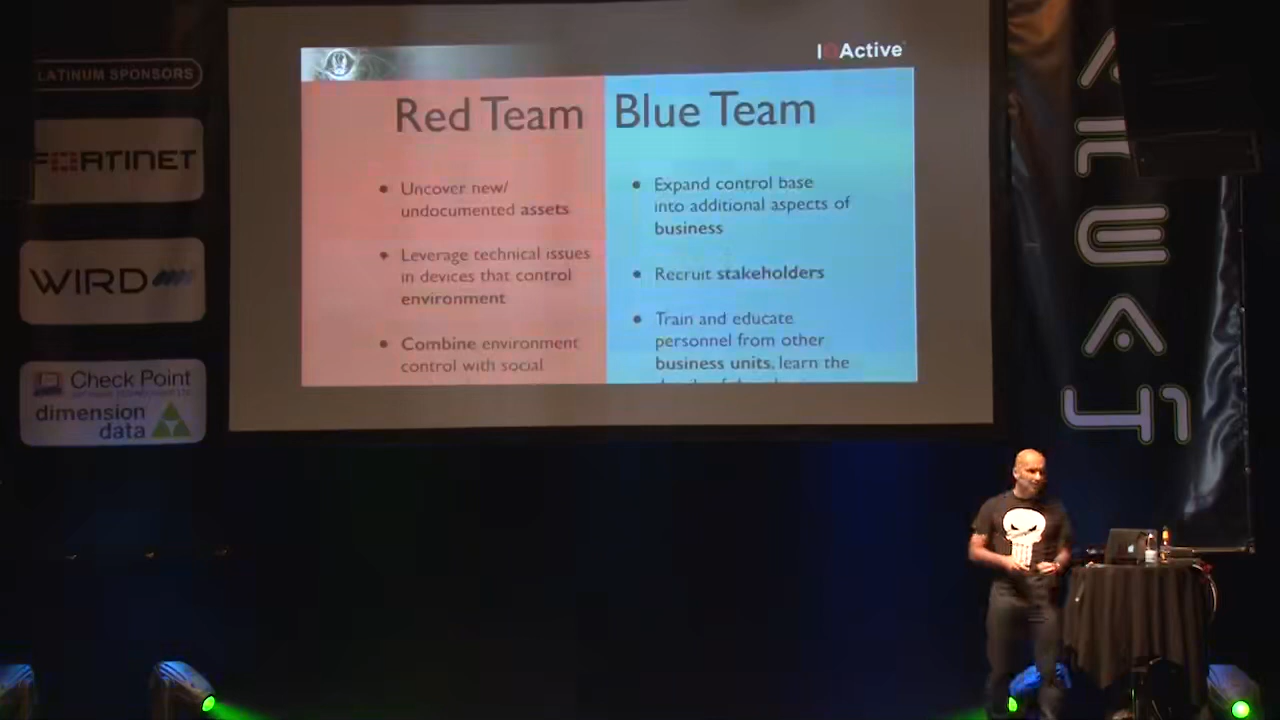 LATINUM SPONSORS
FORTINET
WIRD
Check Point
dimension
data
IOActive
Red Team
Blue Team
• Uncover new/
undocumented assets
• Leverage technical issues
in devices that control
environment
• Combine environment
control with social
• Expand control base
into additional aspects of
business
• Recruit stakeholders
• Train and educate
personnel from other
business units, learn the
AREA
41